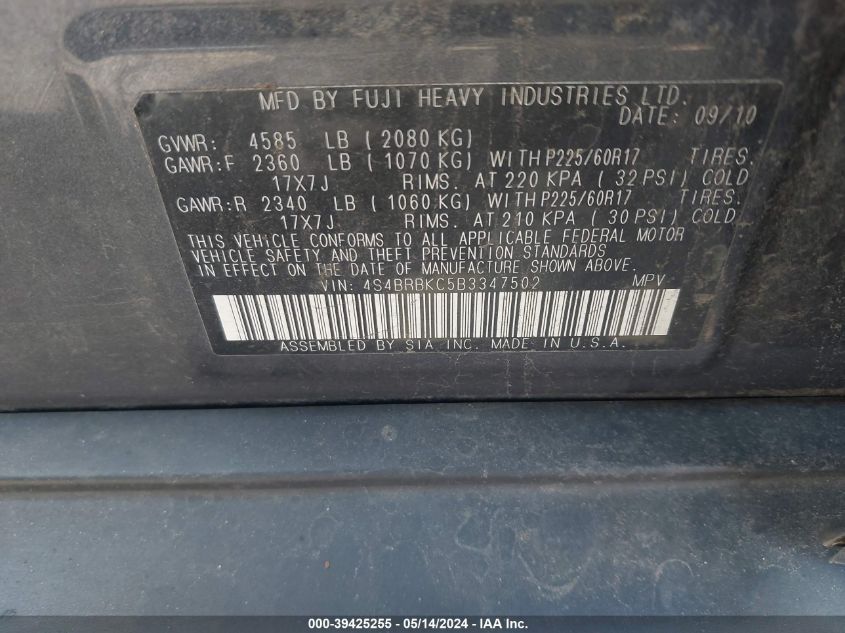 MFD BY FUJI HEAVY INDUSTRIES LTD.
DATE: 09/10
GVWR: 4585 LB ( 2080 KG)
GAWR:F 2360 LB ( 1070 KG) WITH P225/60R17 TIRES.
17X7J RIMS. AT 220 KPA ( 32 PSI) COLD
GAWR:R 2340 LB ( 1060 KG) WITH P225/60R17 TIRES.
17X7J RIMS. AT 210 KPA ( 30 PSI) COLD.
THIS VEHICLE CONFORMS TO ALL APPLICABLE FEDERAL MOTOR
VEHICLE SAFETY AND THEFT PREVENTION STANDARDS
IN EFFECT ON THE DATE OF MANUFACTURE SHOWN ABOVE.
VIN: 4S4BRBKC5B3347502 MPV
ASSEMBLED BY SIA INC. MADE IN U.S.A.
000-39425255 - 05/14/2024 - IAA Inc.